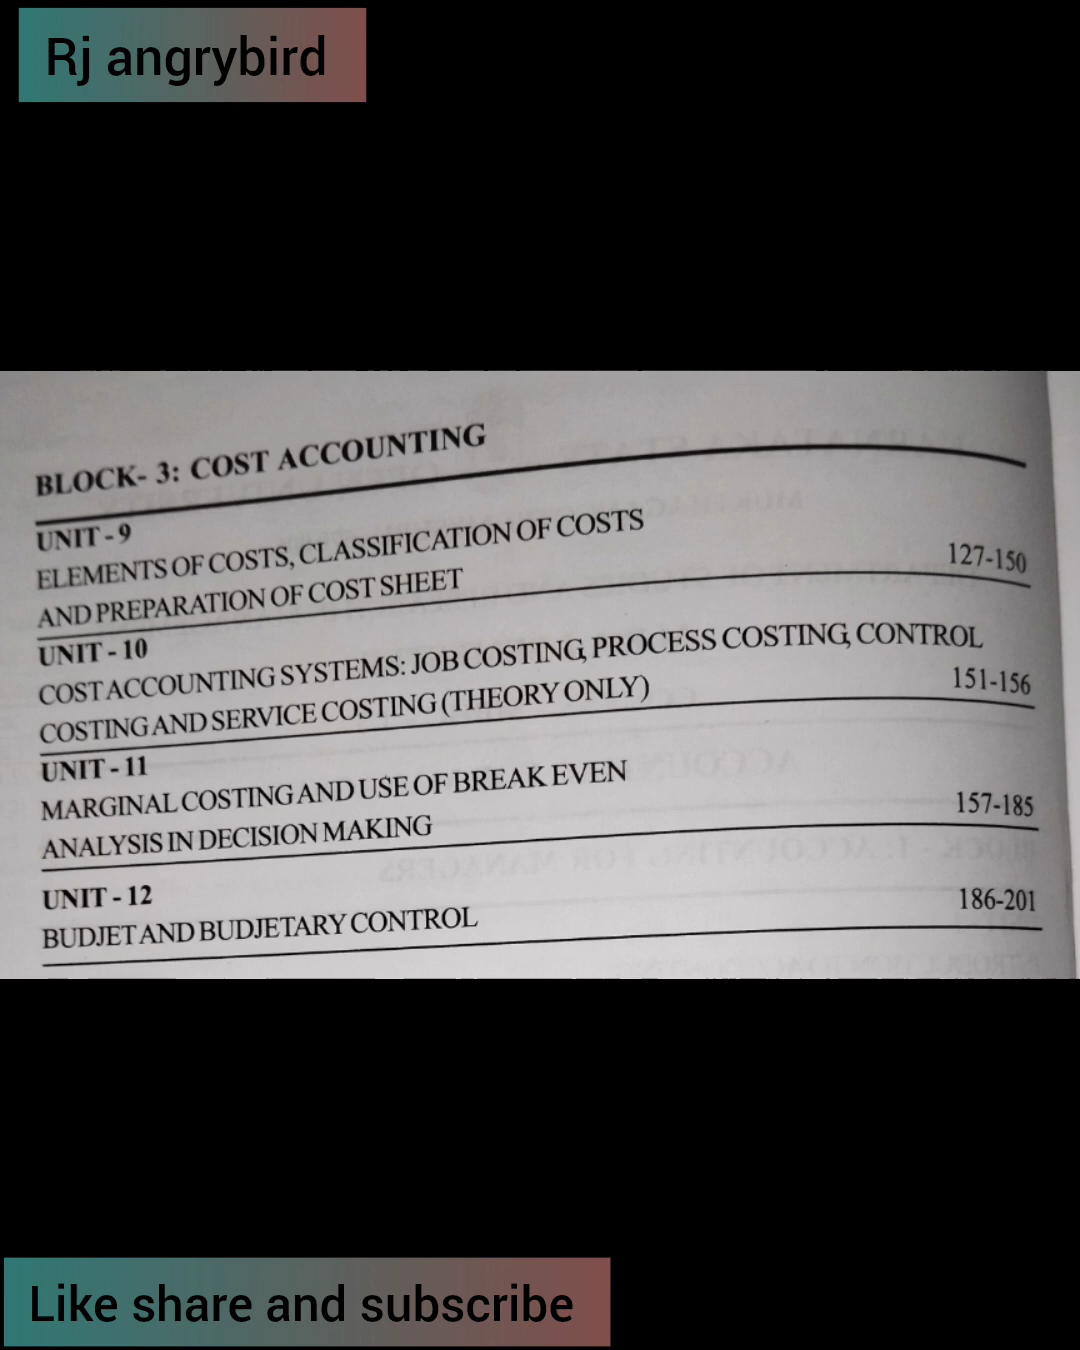 Rj angrybird
BLOCK- 3: COST ACCOUNTING
UNIT - 9
ELEMENTS OF COSTS, CLASSIFICATION OF COSTS
AND PREPARATION OF COST SHEET 127-150
UNIT - 10
COST ACCOUNTING SYSTEMS: JOB COSTING, PROCESS COSTING, CONTROL
COSTING AND SERVICE COSTING (THEORY ONLY) 151-156
UNIT - 11
MARGINAL COSTING AND USE OF BREAK EVEN
ANALYSIS IN DECISION MAKING 157-185
UNIT - 12
BUDJET AND BUDJETARY CONTROL 186-201
Like share and subscribe